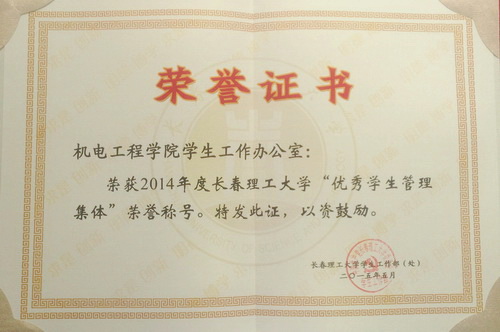 荣誉证书
机电工程学院学生工作办公室：
荣获2014年度长春理工大学“优秀学生管理
集体”荣誉称号。特发此证，以资鼓励。
长春理工大学学生工作部（处）
二〇一五年五月